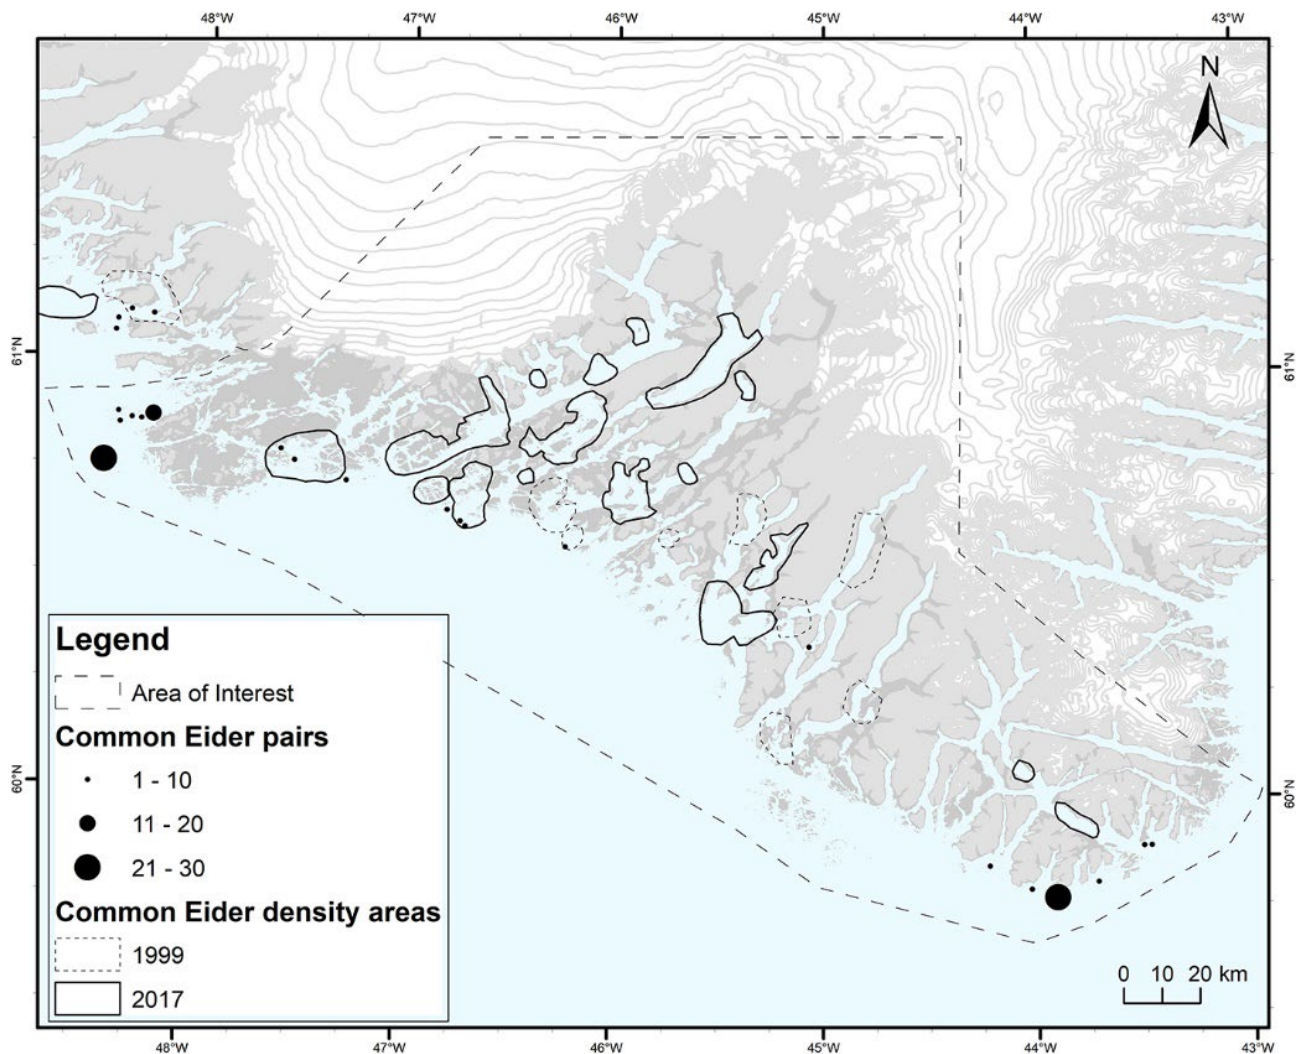 48°W 47°W 46°W 45°W 44°W 43°W
N
61°N 61°N
Legend
Area of Interest
Common Eider pairs
1 - 10
11 - 20
21 - 30
Common Eider density areas
1999
2017
60°N 60°N
0 10 20 km
48°W 47°W 46°W 45°W 44°W 43°W